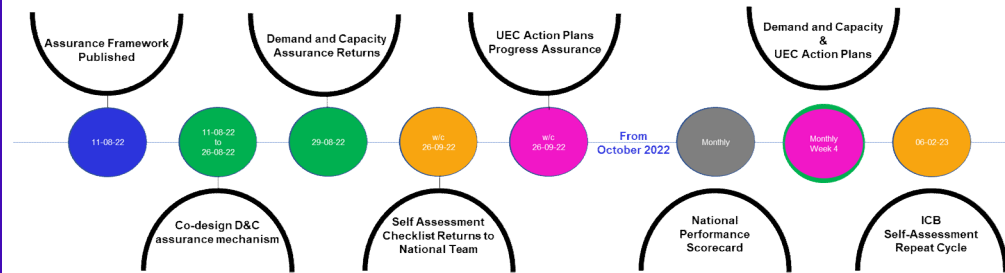 Assurance Framework
Published
Demand and Capacity
Assurance Returns
UEC Action Plans
Progress Assurance
Demand and Capacity
&
UEC Action Plans
11-08-22
11-08-22
to
26-08-22
29-08-22
w/c
26-09-22
w/c
26-09-22
From
October 2022
Monthly
Monthly
Week 4
06-02-23
Co-design D&C
assurance mechanism
Self Assessment
Checklist Returns to
National Team
National
Performance
Scorecard
ICB
Self-Assessment
Repeat Cycle